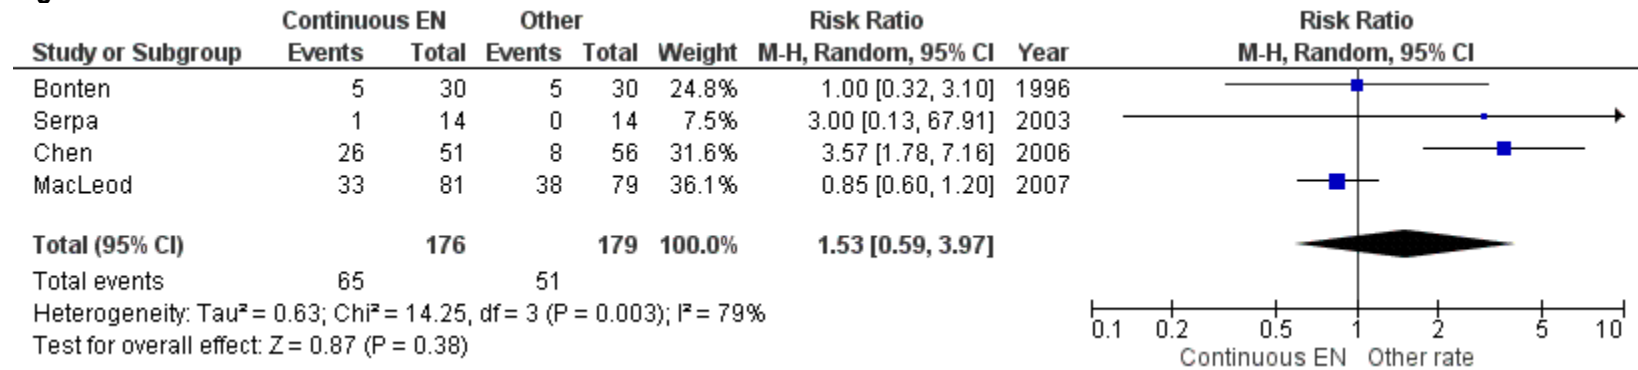 Continuous EN Other Risk Ratio Risk Ratio
Study or Subgroup Events Total Events Total Weight M-H, Random, 95% CI Year M-H, Random, 95% CI
Bonten 5 30 5 30 24.8% 1.00 [0.32, 3.10] 1996
Serpa 1 14 0 14 7.5% 3.00 [0.13, 67.91] 2003
Chen 26 51 8 56 31.6% 3.57 [1.78, 7.16] 2006
MacLeod 33 81 38 79 36.1% 0.85 [0.60, 1.20] 2007
Total (95% CI) 176 179 100.0% 1.53 [0.59, 3.97]
Total events 65 51
Heterogeneity: Tau² = 0.63; Chi² = 14.25, df = 3 (P = 0.003); I² = 79%
Test for overall effect: Z = 0.87 (P = 0.38)
0.1 0.2 0.5 1 2 5 10
Continuous EN Other rate